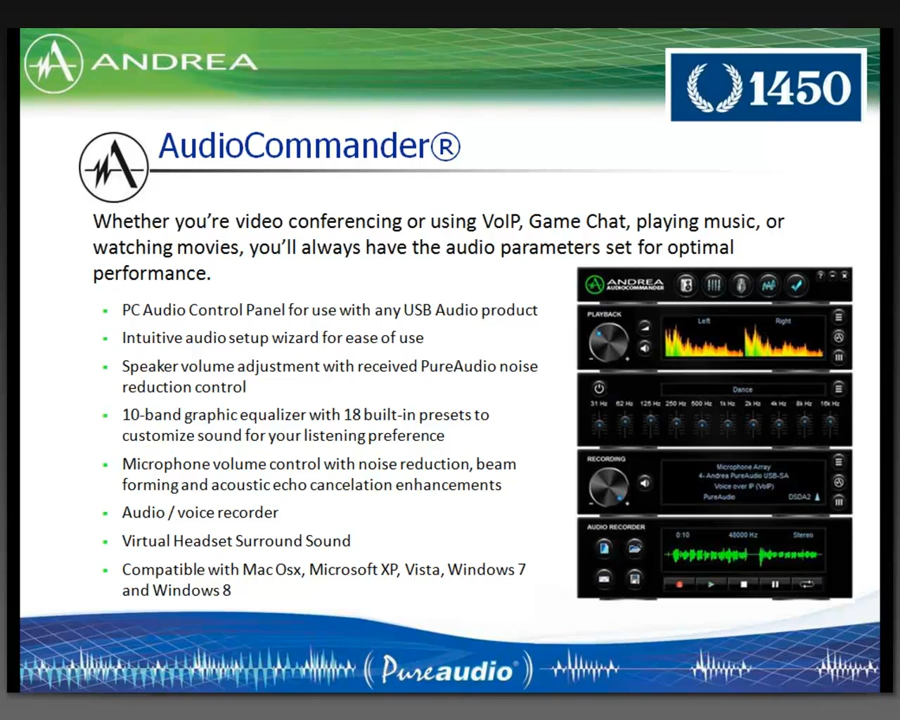 ANDREA
1450
AudioCommander®
Whether you're video conferencing or using VoIP, Game Chat, playing music, or
watching movies, you'll always have the audio parameters set for optimal
performance.
PC Audio Control Panel for use with any USB Audio product
Intuitive audio setup wizard for ease of use
Speaker volume adjustment with received PureAudio noise
reduction control
10-band graphic equalizer with 18 built-in presets to
customize sound for your listening preference
Microphone volume control with noise reduction, beam
forming and acoustic echo cancelation enhancements
Audio / voice recorder
Virtual Headset Surround Sound
Compatible with Mac Osx, Microsoft XP, Vista, Windows 7
and Windows 8
ANDREA
AUDIOCOMMANDER
PLAYBACK
Left Right
- +
Dance
31 Hz 62 Hz 125 Hz 250 Hz 500 Hz 1k Hz 2k Hz 4k Hz 8k Hz 16k Hz
RECORDING
Microphone Array
4- Andrea PureAudio USB-SA
Voice over IP (VoIP)
PureAudio DSDA2
- +
AUDIO RECORDER
0:10 48000 Hz Stereo
(Pureaudio®)